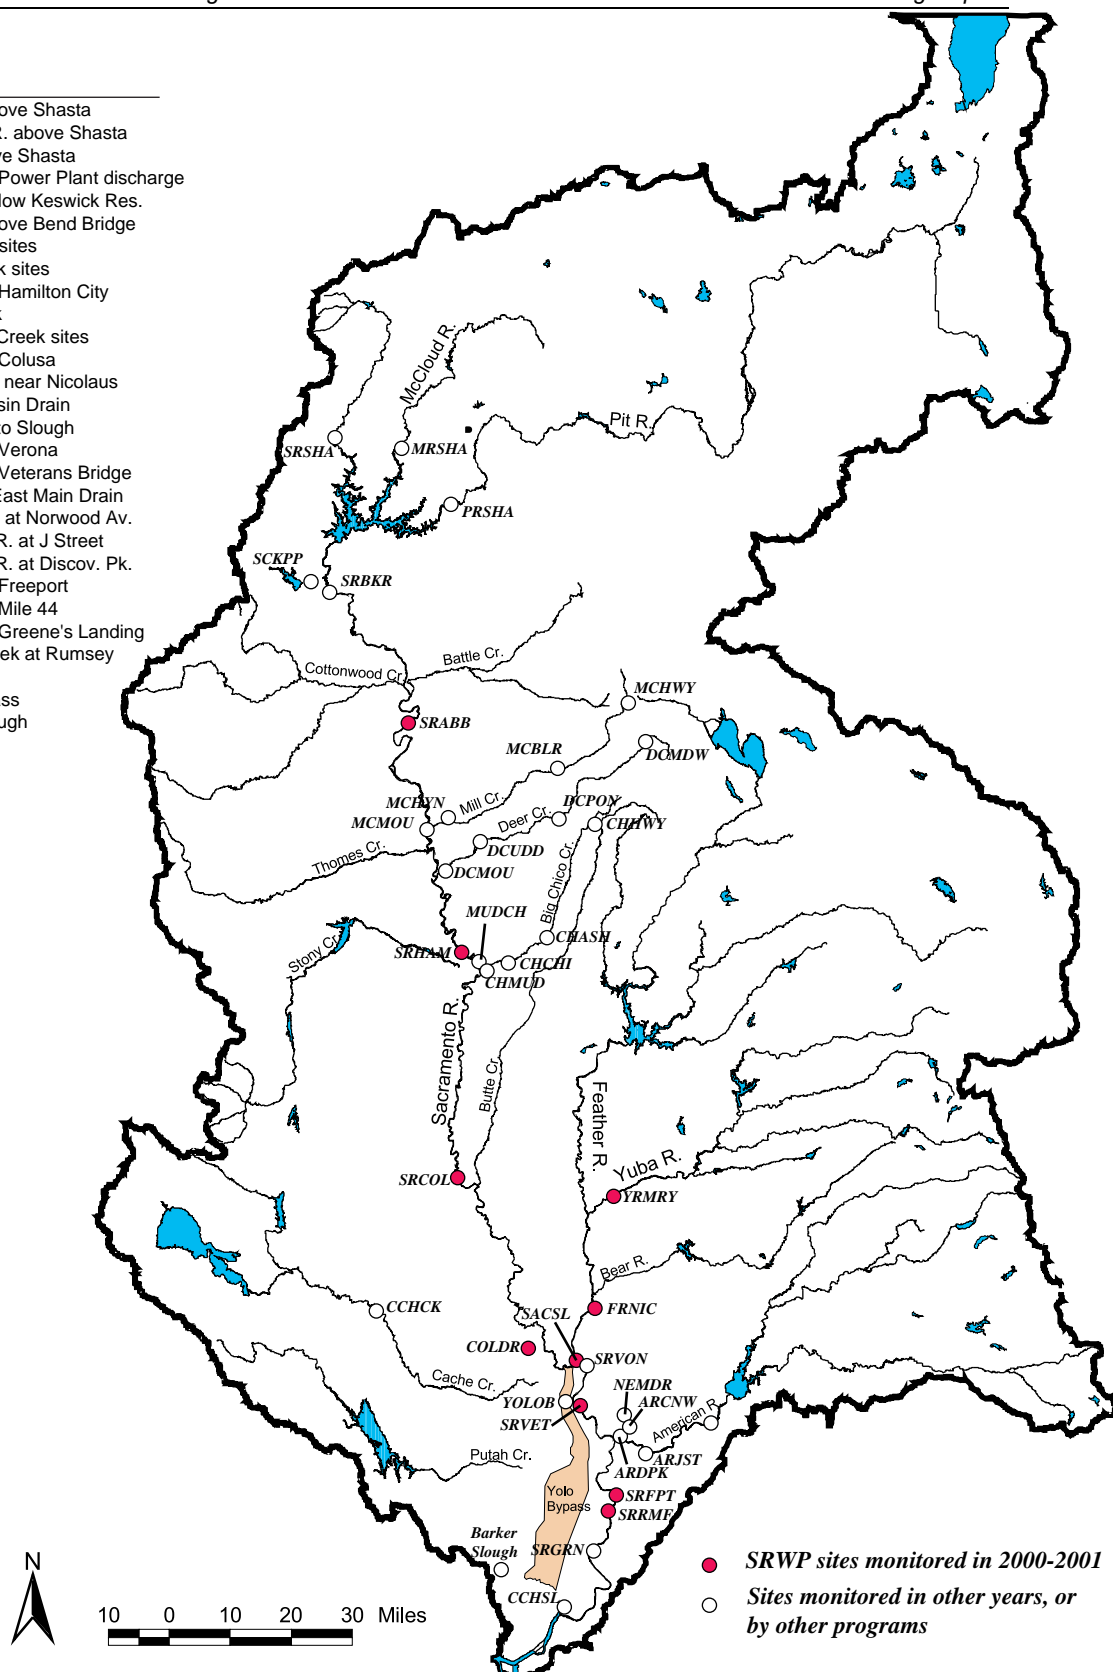 ove Shasta
R. above Shasta
ve Shasta
Power Plant discharge
low Keswick Res.
ove Bend Bridge
sites
k sites
Hamilton City
k
Creek sites
Colusa
near Nicolaus
sin Drain
to Slough
Verona
Veterans Bridge
East Main Drain
at Norwood Av.
R. at J Street
R. at Discov. Pk.
Freeport
Mile 44
Greene's Landing
eek at Rumsey
ass
ugh
McCloud R.
Pit R.
SRSHA
MRSHA
PRSHA
SCKPP
SRBKR
Cottonwood Cr.
Battle Cr.
MCHWY
SRABB
DCMDW
MCBLR
MCHYN
Mill Cr.
DCPON
MCMOU
Deer Cr.
CHHWY
DCUDD
Thomes Cr.
DCMOU
Big Chico Cr.
MUDCH
CHASH
Stony Cr.
SRHAM
CHCHI
CHMUD
Sacramento R.
Butte Cr.
Feather R.
Yuba R.
SRCOL
YRMRY
Bear R.
CCHCK
SACSL
FRNIC
COLDR
SRVON
Cache Cr.
NEMDR
YOLOB
ARCNW
SRVET
American R.
Putah Cr.
ARJST
ARDPK
Yolo
Bypass
SRFPT
SRRMF
Barker
Slough
SRGRN
CCHSL
N
10 0 10 20 30 Miles
SRWP sites monitored in 2000-2001
Sites monitored in other years, or
by other programs